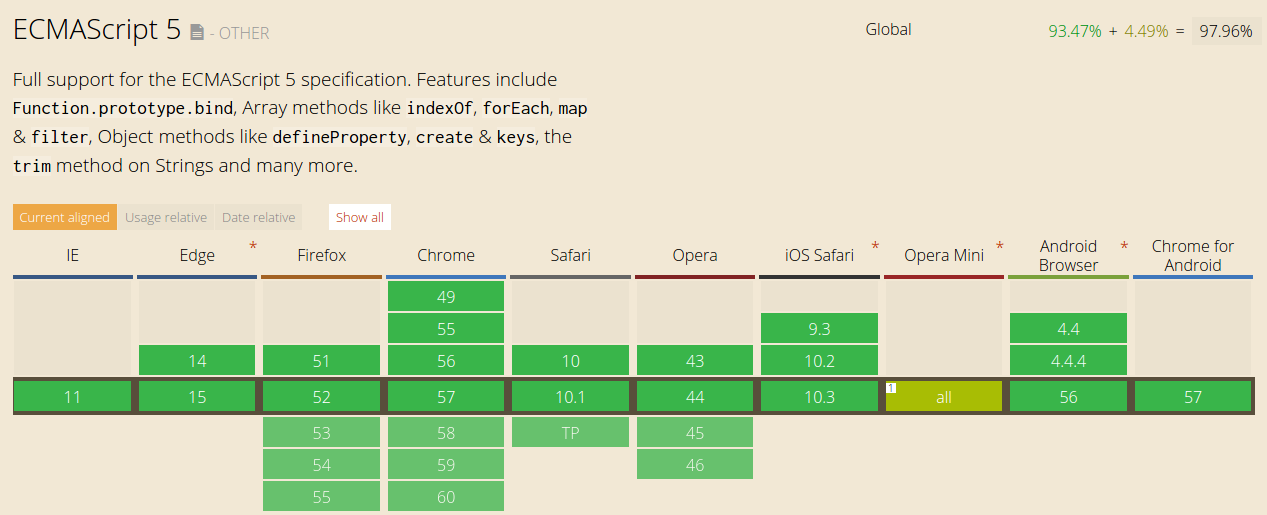 ECMAScript 5 - OTHER
Global 93.47% + 4.49% = 97.96%
Full support for the ECMAScript 5 specification. Features include
Function.prototype.bind, Array methods like indexOf, forEach, map
& filter, Object methods like defineProperty, create & keys, the
trim method on Strings and many more.
Current aligned Usage relative Date relative Show all
IE Edge * Firefox Chrome Safari Opera iOS Safari * Opera Mini * Android Browser * Chrome for Android
49
55 9.3 4.4
14 51 56 10 43 10.2 4.4.4
11 15 52 57 10.1 44 10.3 1 all 56 57
53 58 TP 45
54 59 46
55 60